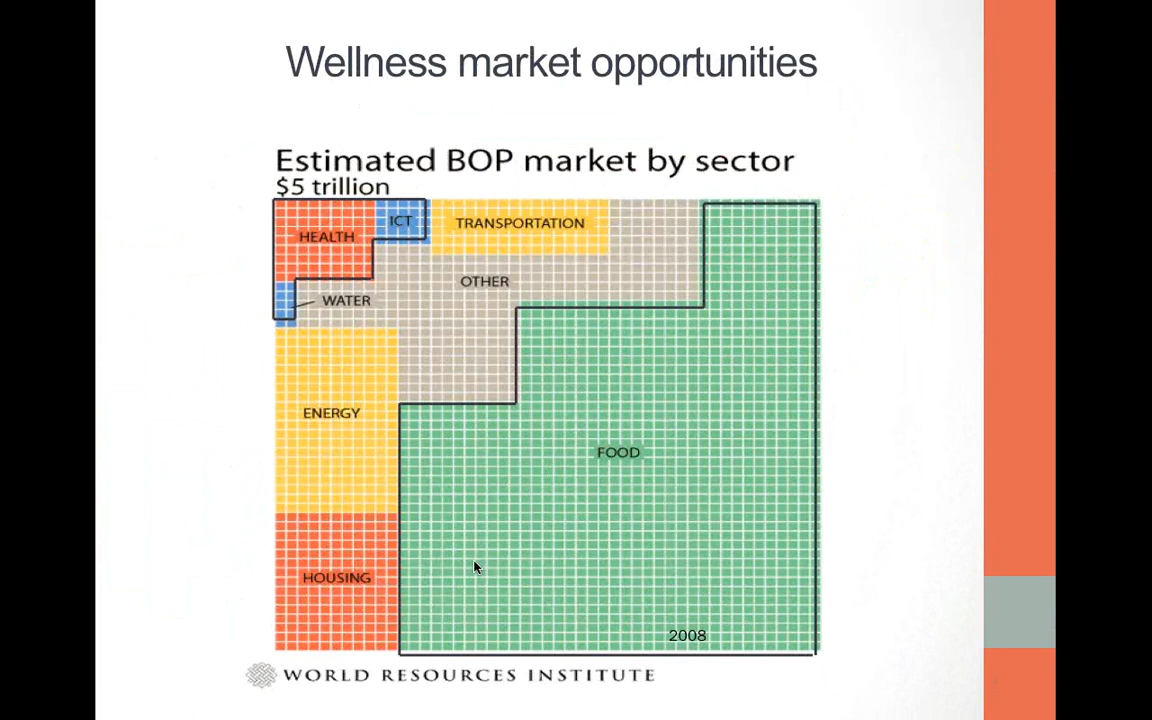 Wellness market opportunities
Estimated BOP market by sector
$5 trillion
HEALTH
ICT
TRANSPORTATION
OTHER
WATER
ENERGY
FOOD
HOUSING
2008
WORLD RESOURCES INSTITUTE